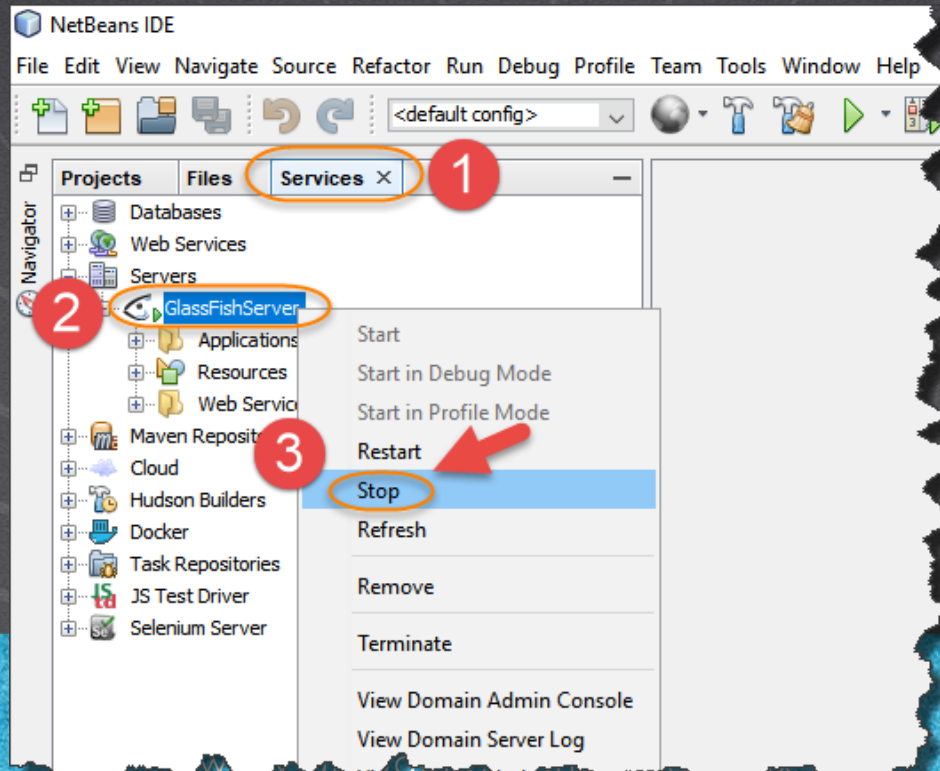 NetBeans IDE
File Edit View Navigate Source Refactor Run Debug Profile Team Tools Window Help
<default config>
Projects Files Services 1
Navigator
Databases
Web Services
Servers
2 GlassFishServer
Applications
Resources
Web Servic
Maven Reposit
Cloud
Hudson Builders
Docker
Task Repositories
JS Test Driver
Selenium Server
Start
Start in Debug Mode
Start in Profile Mode
Restart
3 Stop
Refresh
Remove
Terminate
View Domain Admin Console
View Domain Server Log